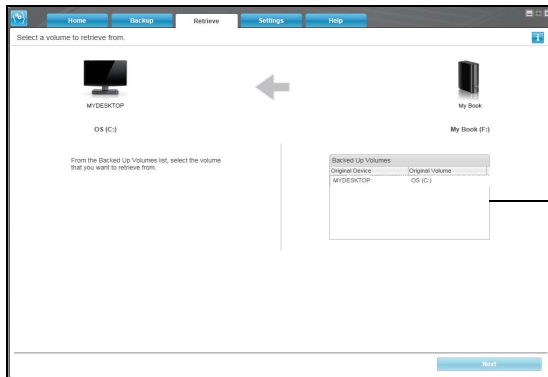 Home Backup Retrieve Settings Help
Select a volume to retrieve from.
MYDESKTOP
My Book
OS (C:)
My Book (F:)
From the Backed Up Volumes list, select the volume
that you want to retrieve from.
Backed Up Volumes
Original Device Original Volume
MYDESKTOP OS (C:)
Next